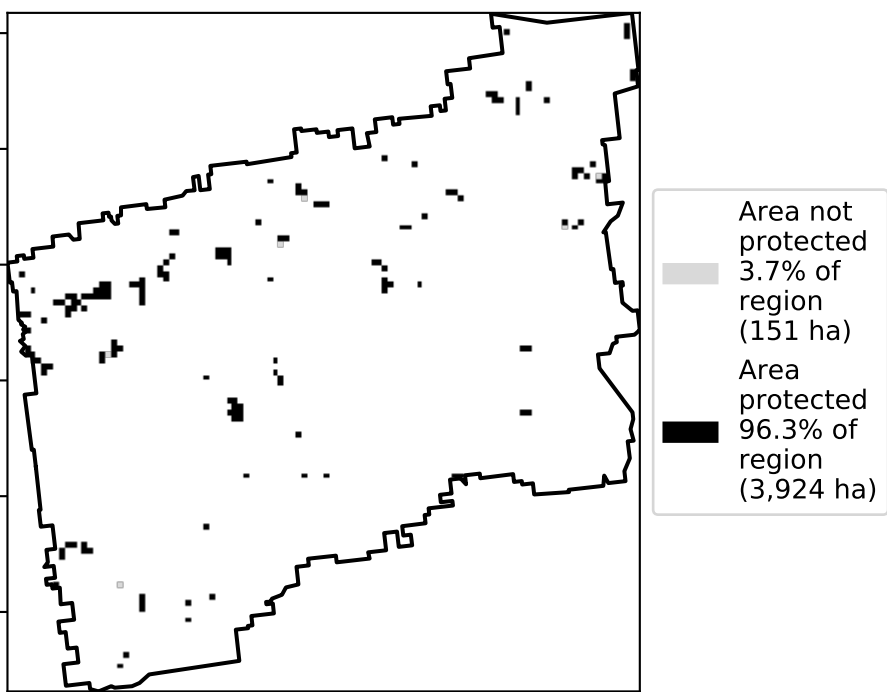 Area not
protected
3.7% of
region
(151 ha)
Area
protected
96.3% of
region
(3,924 ha)